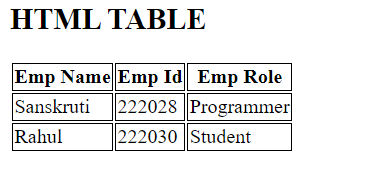 HTML TABLE
Emp Name Emp Id Emp Role
Sanskruti 222028 Programmer
Rahul 222030 Student